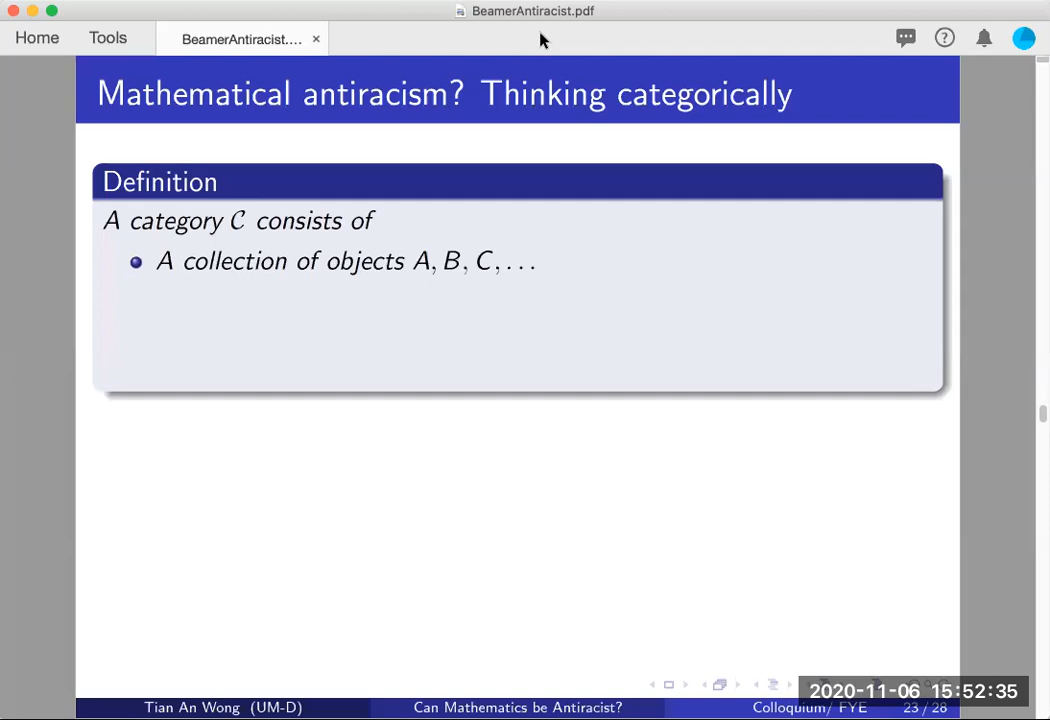 BeamerAntiracist.pdf
Home Tools BeamerAntiracist.... ×
Mathematical antiracism? Thinking categorically
Definition
A category C consists of
A collection of objects A, B, C, . . .
2020-11-06 15:52:35
Tian An Wong (UM-D) Can Mathematics be Antiracist? Colloquium/ FYE 23 / 28